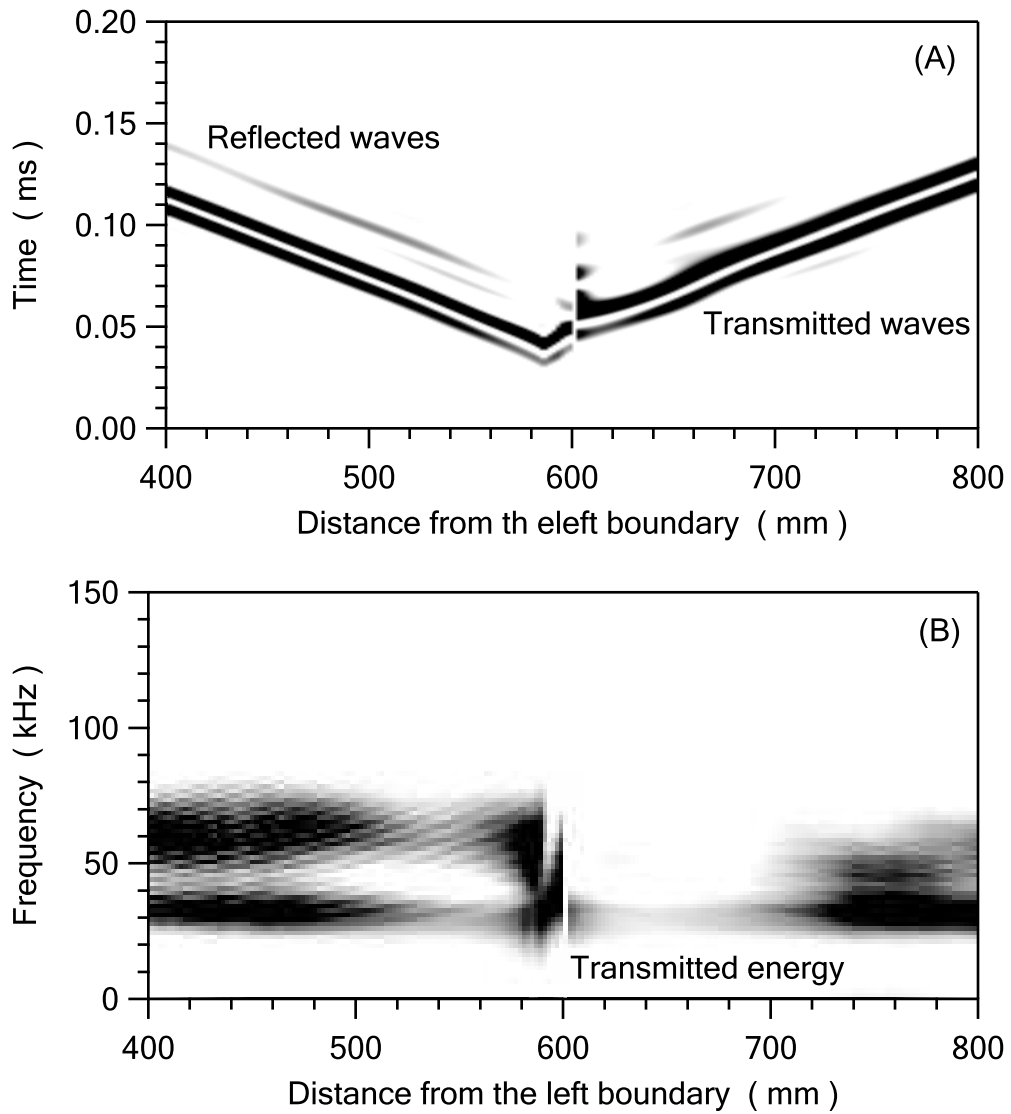 0.20
(A)
Reflected waves
0.15
Time ( ms )
0.10
0.05
Transmitted waves
0.00
400 500 600 700 800
Distance from th eleft boundary ( mm )
150
(B)
100
Frequency ( kHz )
50
Transmitted energy
0
400 500 600 700 800
Distance from the left boundary ( mm )